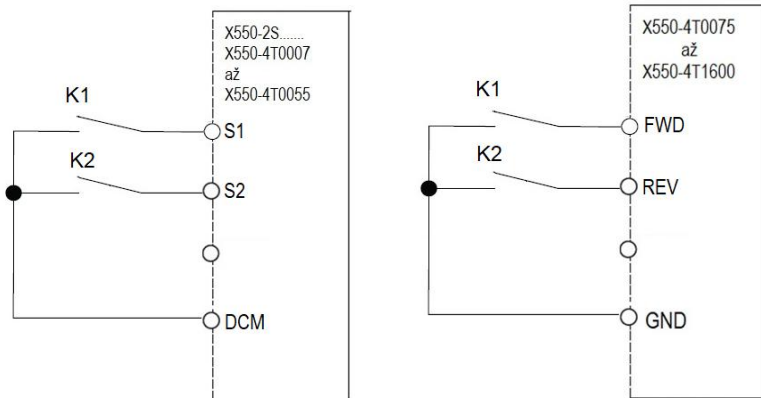 X550-2S.......
X550-4T0007
až
X550-4T0055
K1
S1
K2
S2
DCM
X550-4T0075
až
X550-4T1600
K1
FWD
K2
REV
GND